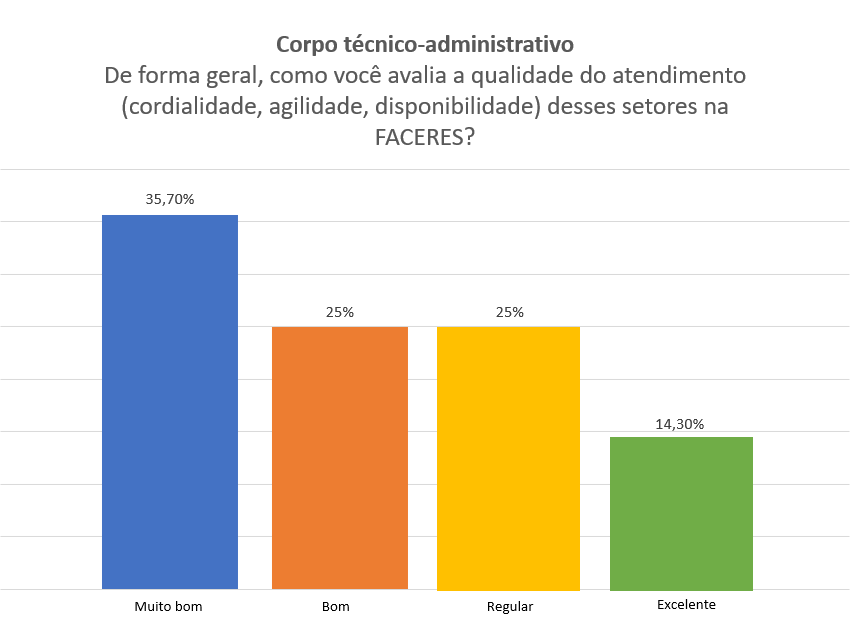 Corpo técnico-administrativo
De forma geral, como você avalia a qualidade do atendimento
(cordialidade, agilidade, disponibilidade) desses setores na
FACERES?
35,70%
25%
25%
14,30%
Muito bom
Bom
Regular
Excelente